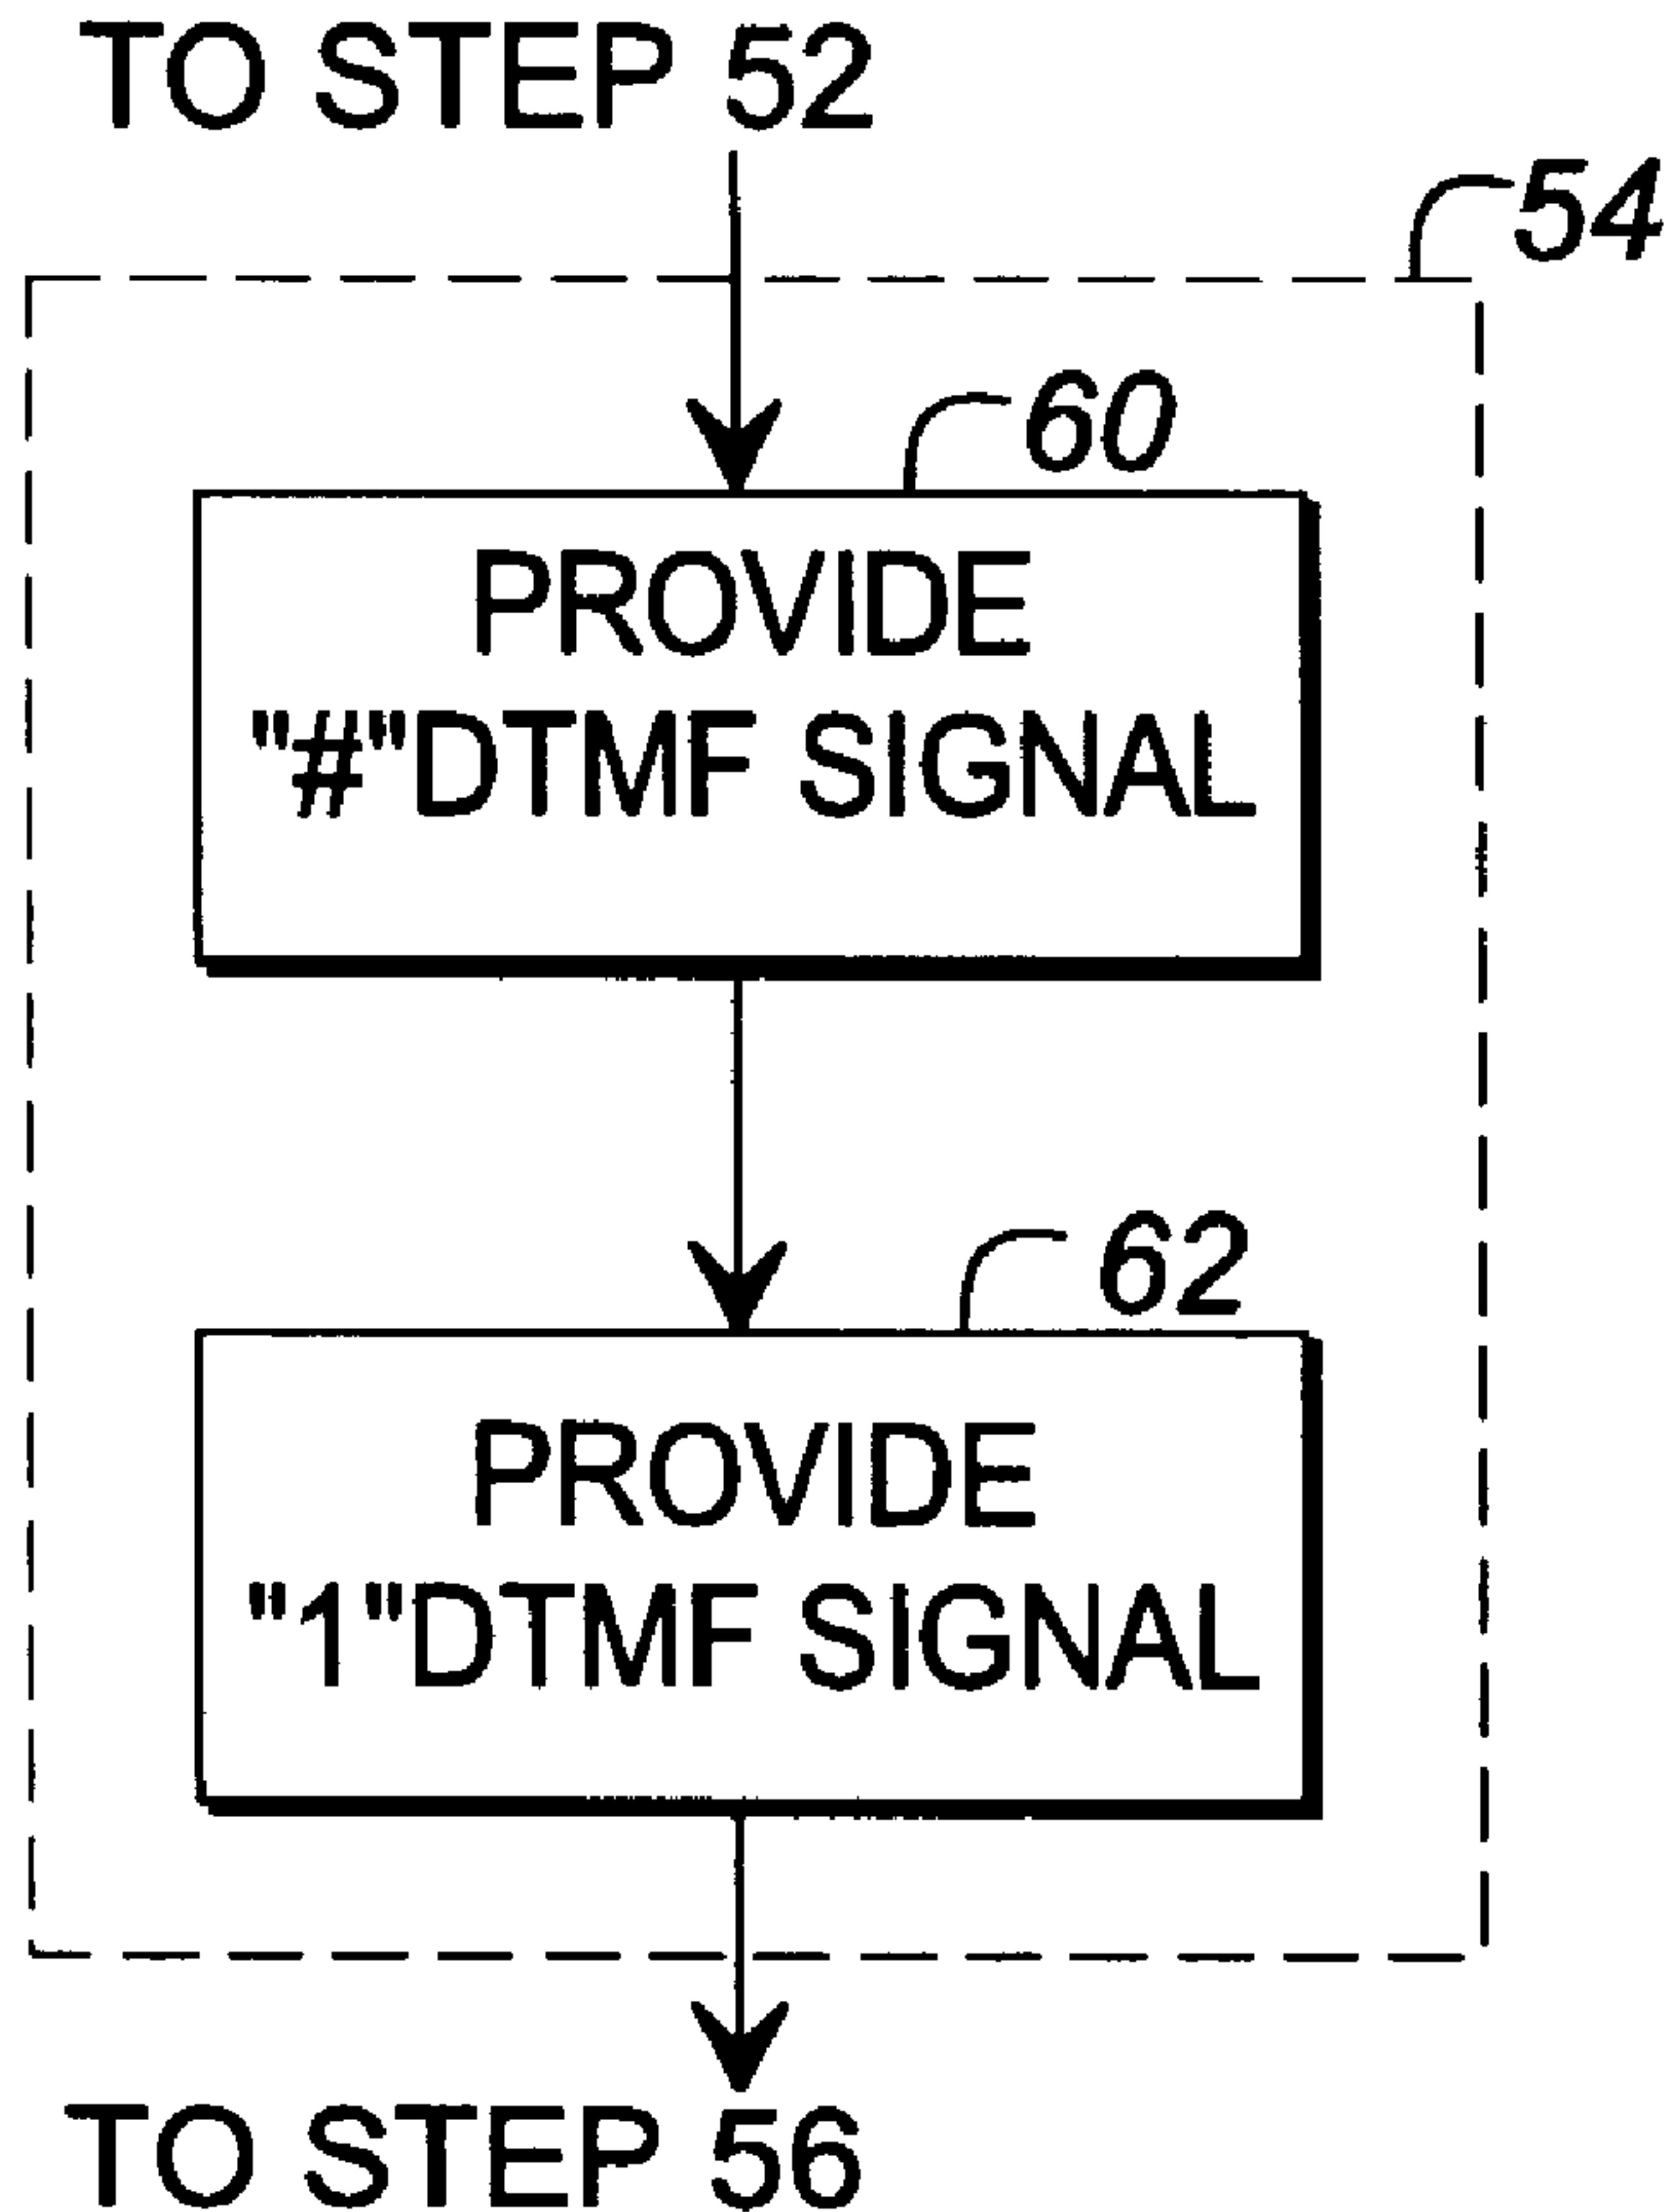 TO STEP 52
54
60
PROVIDE
"#"DTMF SIGNAL
62
PROVIDE
"1"DTMF SIGNAL
TO STEP 56